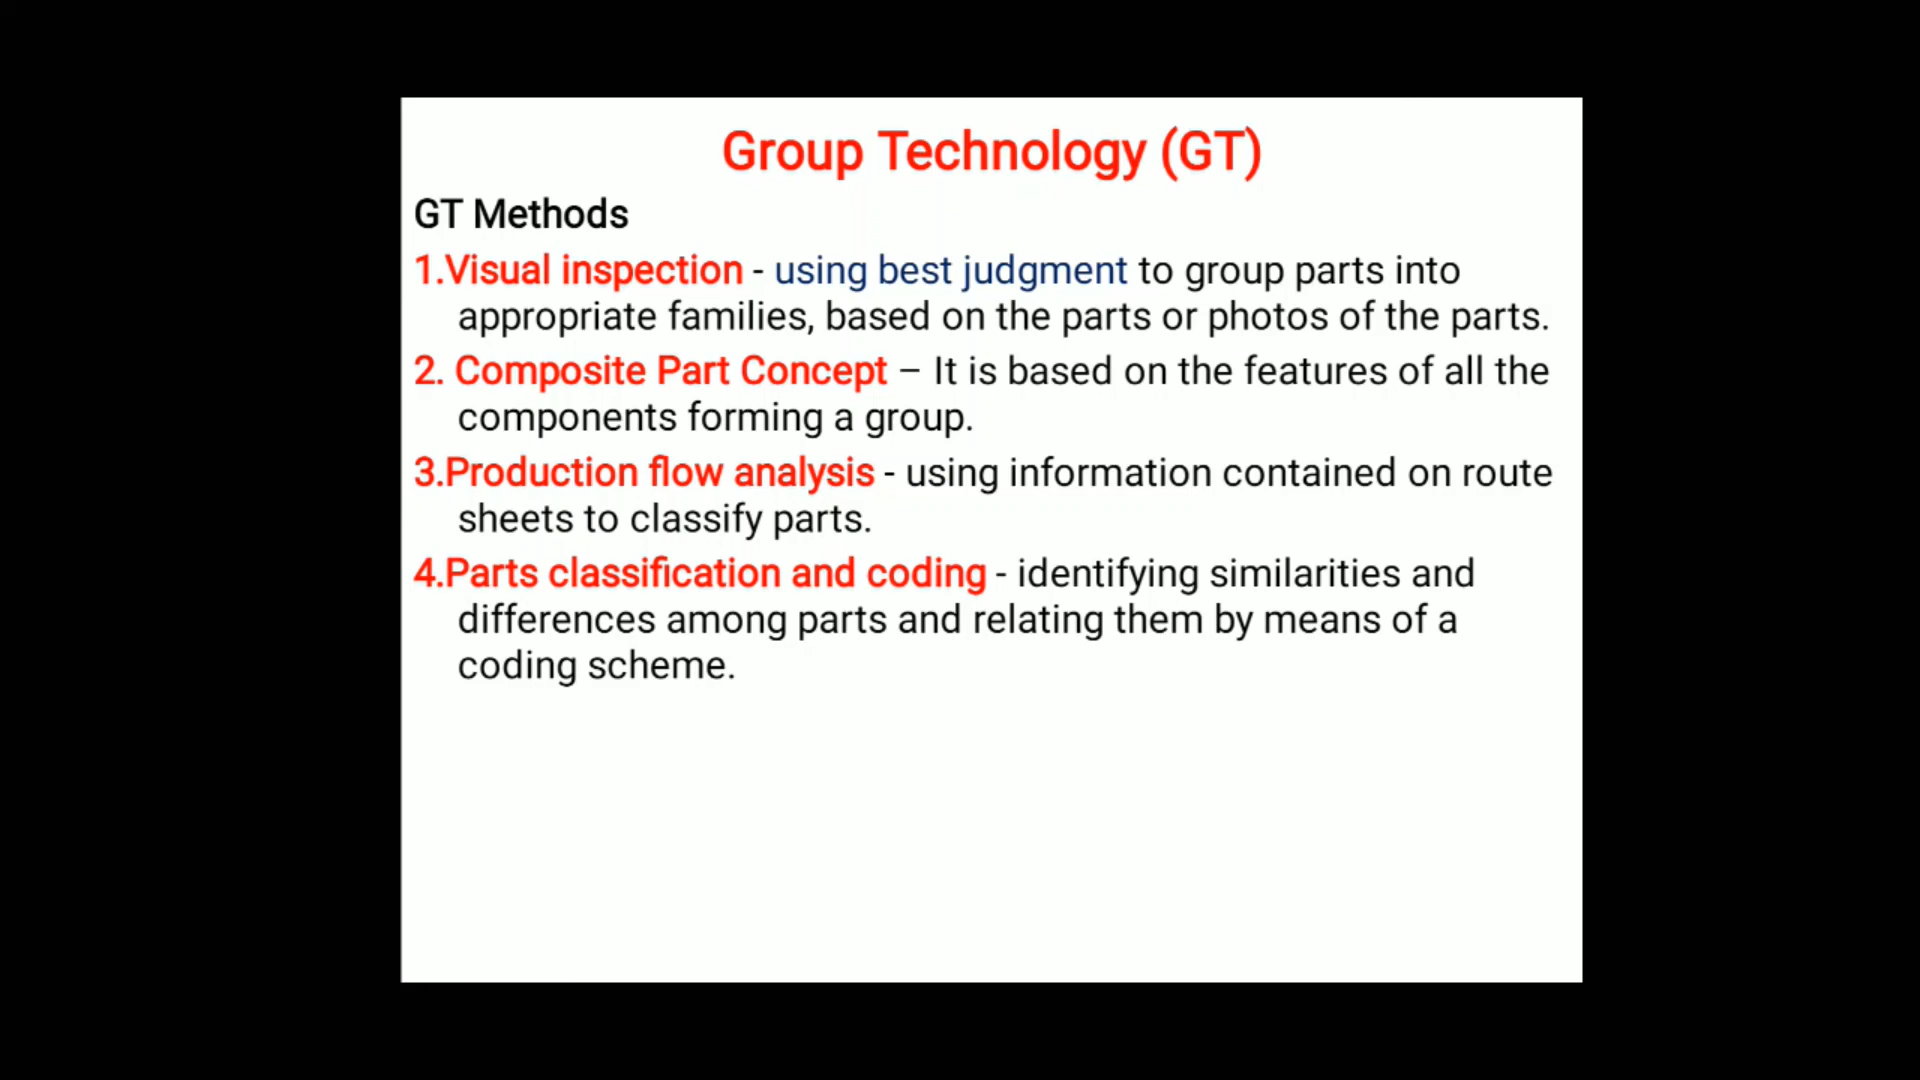 Group Technology (GT)
GT Methods
1.Visual inspection - using best judgment to group parts into
appropriate families, based on the parts or photos of the parts.
2. Composite Part Concept – It is based on the features of all the
components forming a group.
3.Production flow analysis - using information contained on route
sheets to classify parts.
4.Parts classification and coding - identifying similarities and
differences among parts and relating them by means of a
coding scheme.